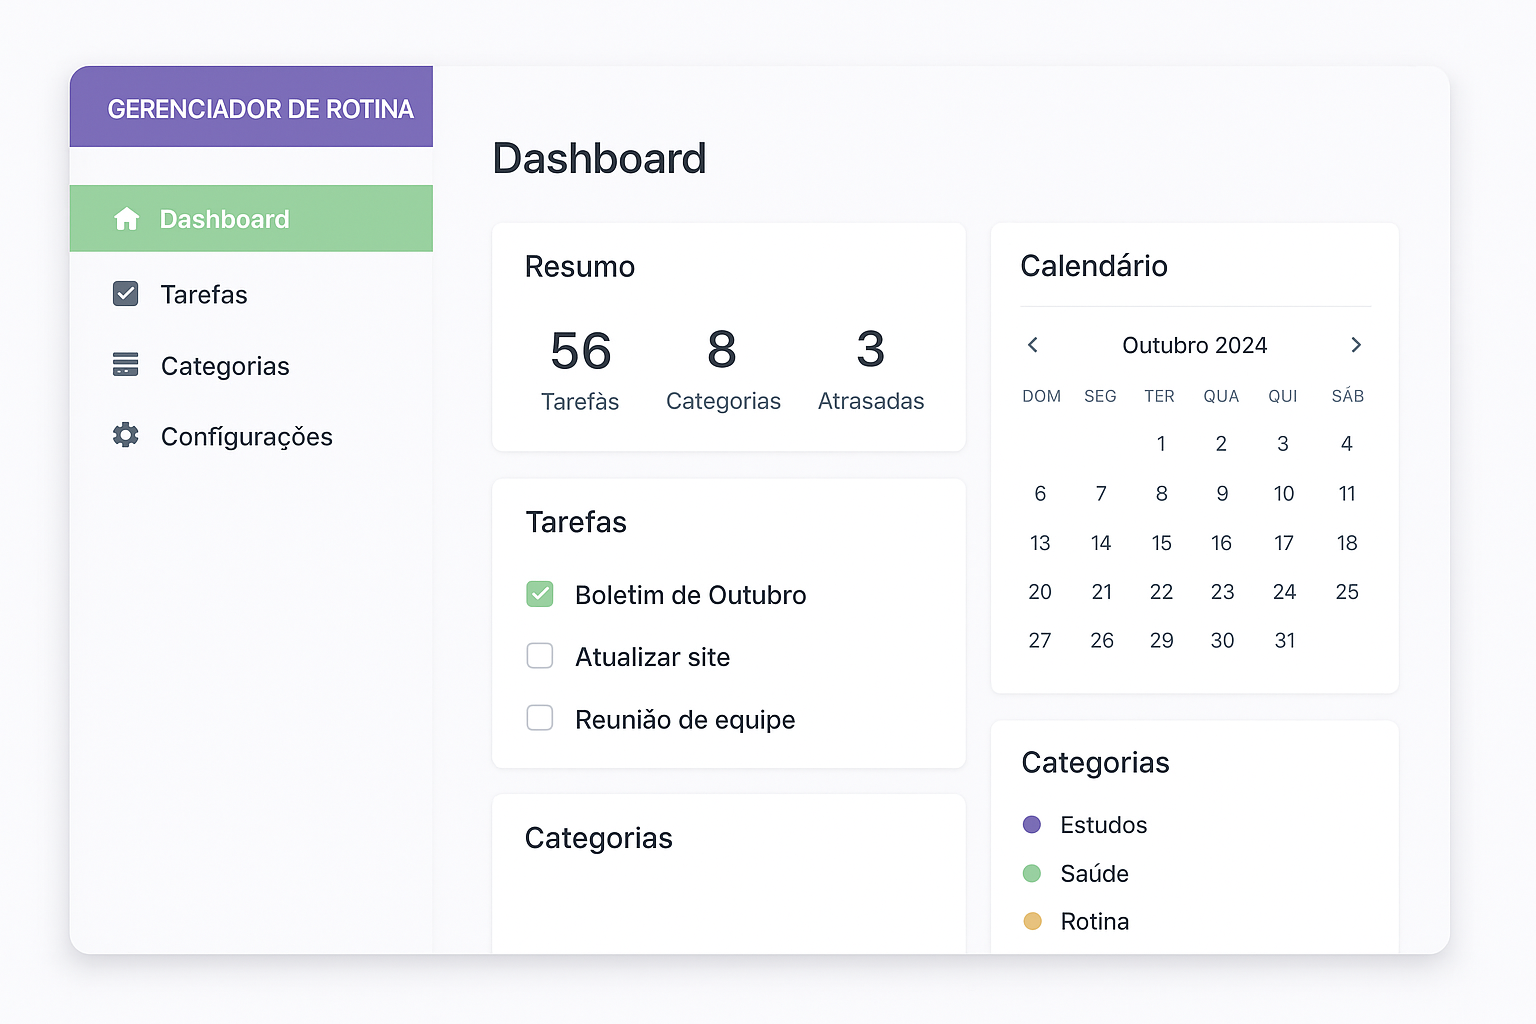 GERENCIADOR DE ROTINA
Dashboard
Tarefas
Categorias
Configurações
Dashboard
Resumo
56 8 3
Tarefàs Categorias Atrasadas
Tarefas
Boletim de Outubro
Atualizar site
Reuniǎo de equipe
Categorias
Calendário
Outubro 2024
DOM SEG TER QUA QUI SÁB
1 2 3 4
6 7 8 9 10 11
13 14 15 16 17 18
20 21 22 23 24 25
27 26 29 30 31
Categorias
Estudos
Saúde
Rotina